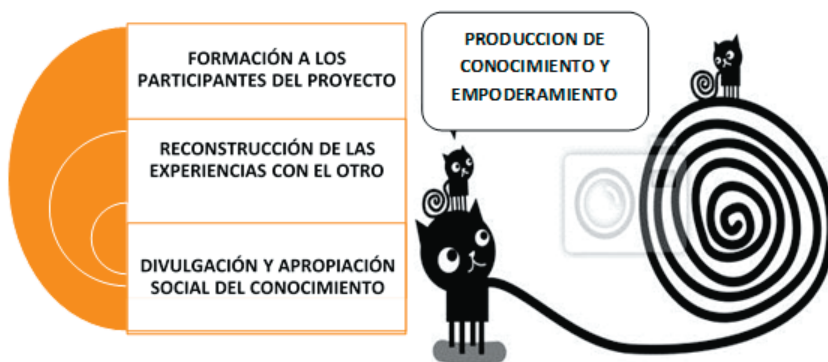 FORMACIÓN A LOS
PARTICIPANTES DEL PROYECTO
RECONSTRUCCIÓN DE LAS
EXPERIENCIAS CON EL OTRO
DIVULGACIÓN Y APROPIACIÓN
SOCIAL DEL CONOCIMIENTO
PRODUCCION DE
CONOCIMIENTO Y
EMPODERAMIENTO